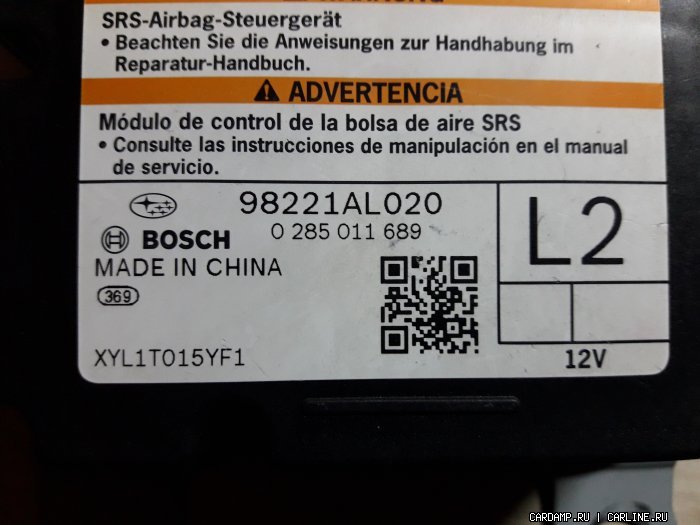 SRS-Airbag-Steuergerät
• Beachten Sie die Anweisungen zur Handhabung im
Reparatur-Handbuch.
ADVERTENCIA
Módulo de control de la bolsa de aire SRS
• Consulte las instrucciones de manipulación en el manual
de servicio.
98221AL020
L2
BOSCH
0 285 011 689
MADE IN CHINA
369
XYL1T015YF1
12V
CARDAMP.RU | CARLINE.RU